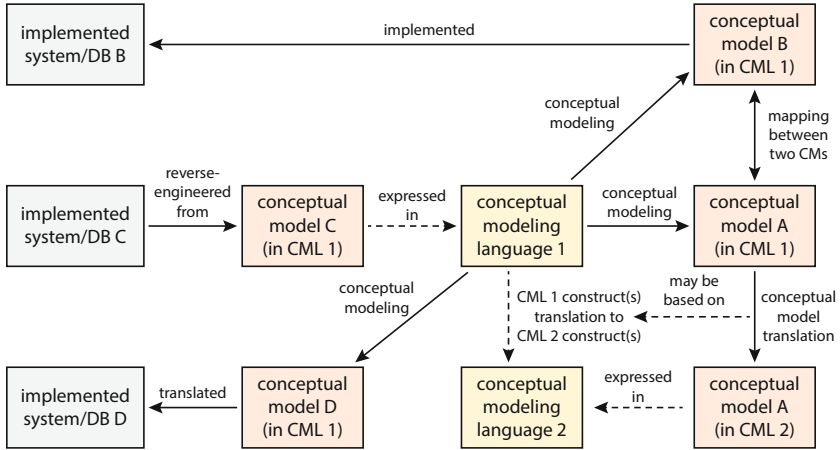 implemented
system/DB B
implemented
conceptual
model B
(in CML 1)
conceptual
modeling
mapping
between
two CMs
implemented
system/DB C
reverse-
engineered
from
conceptual
model C
(in CML 1)
expressed
in
conceptual
modeling
language 1
conceptual
modeling
conceptual
model A
(in CML 1)
conceptual
modeling
CML 1 construct(s)
translation to
CML 2 construct(s)
may be
based on
conceptual
model
translation
implemented
system/DB D
translated
conceptual
model D
(in CML 1)
conceptual
modeling
language 2
expressed
in
conceptual
model A
(in CML 2)